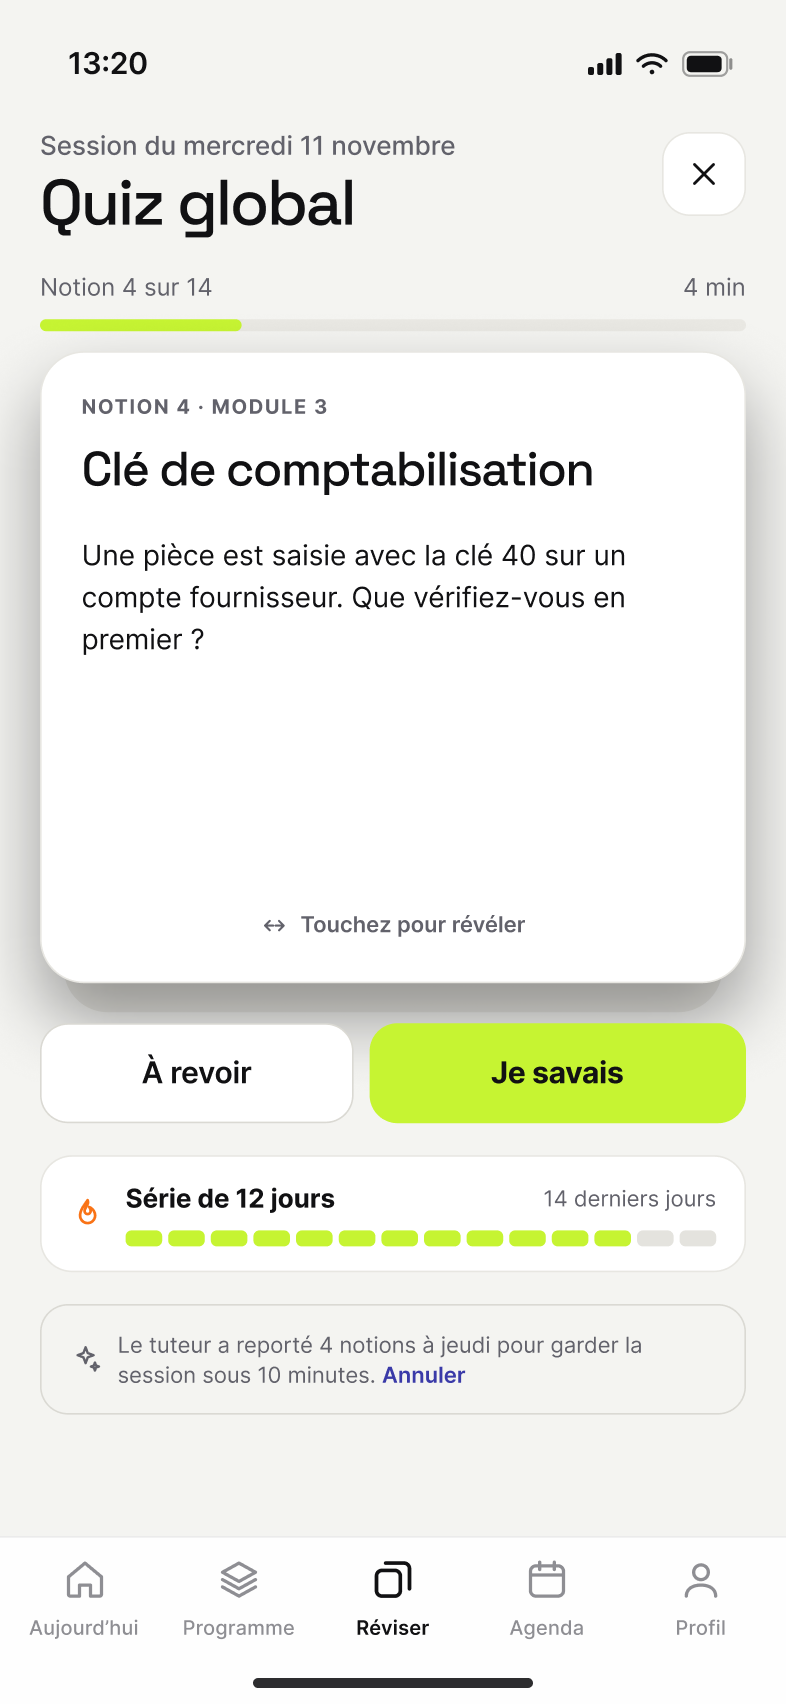 13:20
Session du mercredi 11 novembre
Quiz global
Notion 4 sur 14
4 min
NOTION 4 · MODULE 3
Clé de comptabilisation
Une pièce est saisie avec la clé 40 sur un
compte fournisseur. Que vérifiez-vous en
premier ?
Touchez pour révéler
À revoir
Je savais
Série de 12 jours
14 derniers jours
Le tuteur a reporté 4 notions à jeudi pour garder la
session sous 10 minutes. Annuler
Aujourd’hui
Programme
Réviser
Agenda
Profil